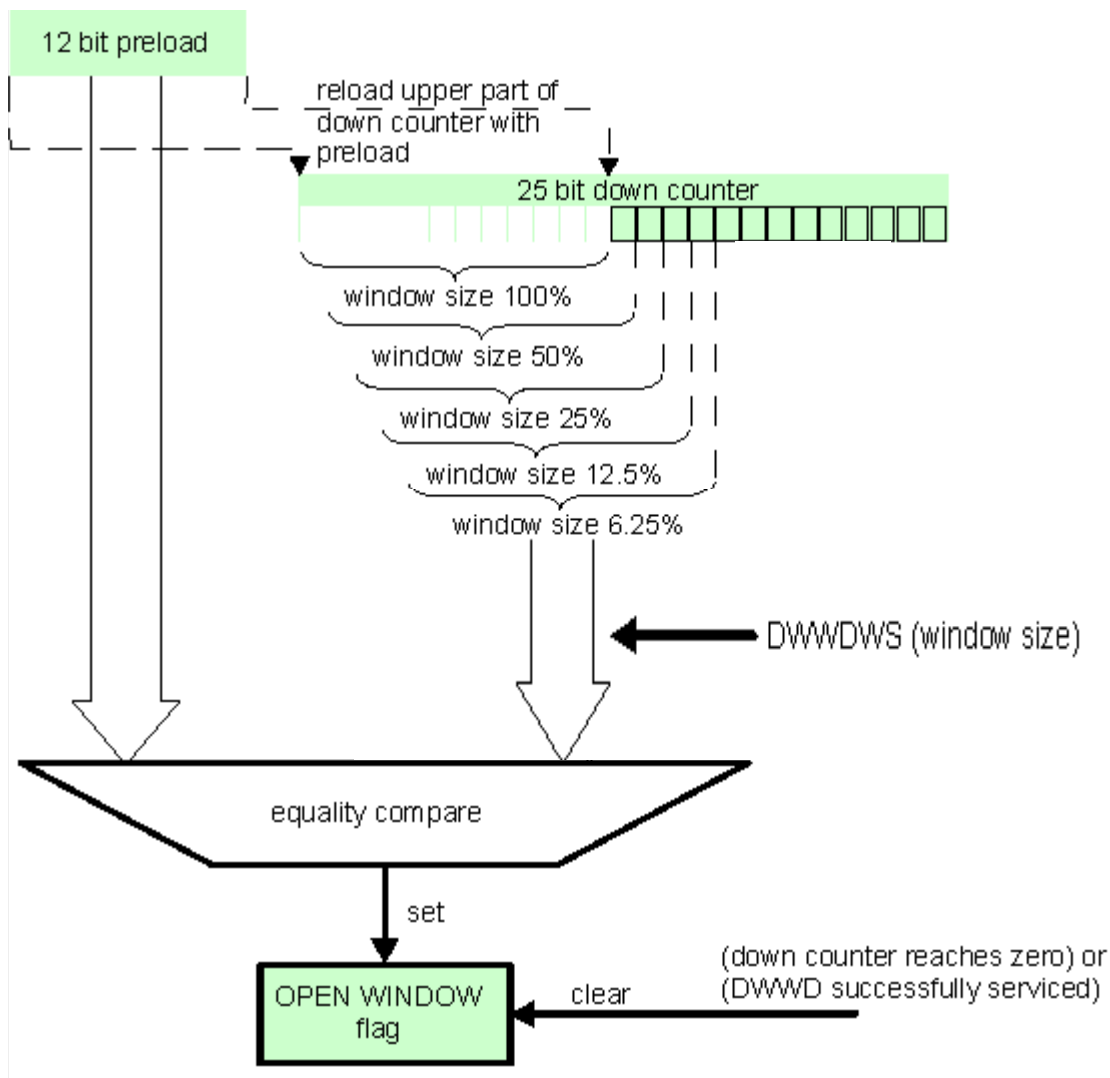 12 bit preload
reload upper part of
down counter with
preload
25 bit down counter
window size 100%
window size 50%
window size 25%
window size 12.5%
window size 6.25%
DWWDWS (window size)
equality compare
set
OPEN WINDOW
flag
clear
(down counter reaches zero) or
(DWWD successfully serviced)